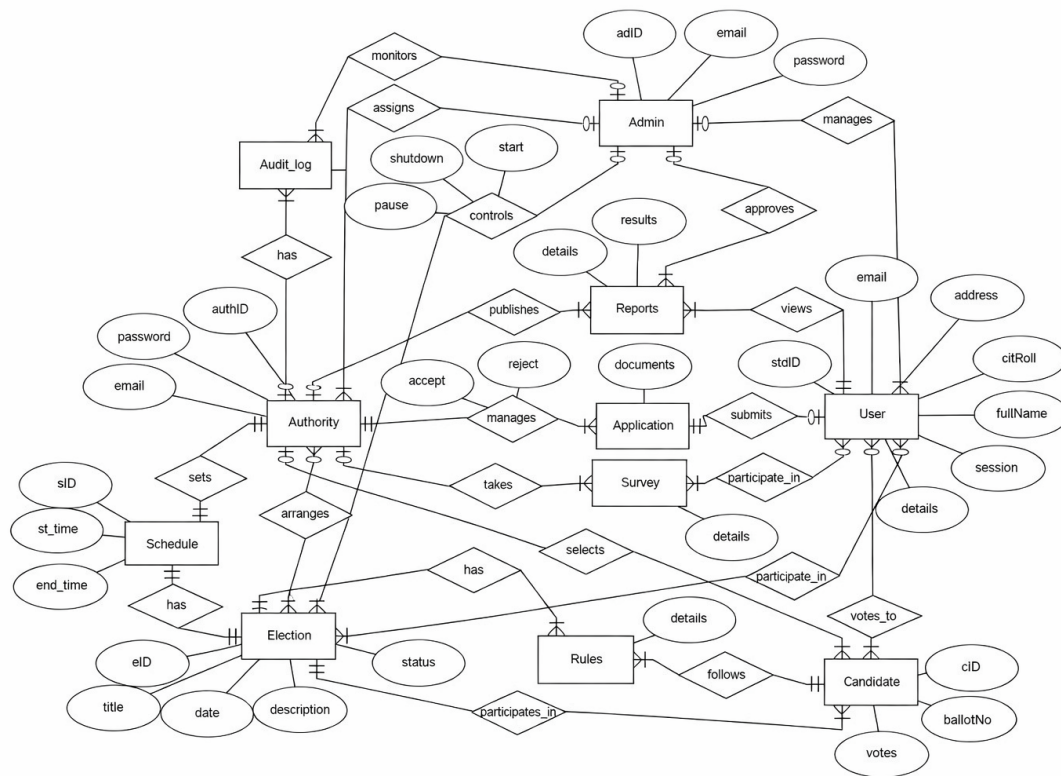 adID
email
monitors
password
assigns
Admin
manages
start
shutdown
Audit_log
pause
controls
results
approves
details
has
email
address
authID
publishes
Reports
views
password
reject
documents
stdID
citRoll
email
accept
Authority
manages
Application
submits
User
fullName
sets
takes
Survey
participate_in
session
sID
details
arranges
st_time
Schedule
details
selects
has
participate_in
end_time
has
details
votes_to
Election
eID
status
Rules
follows
Candidate
cID
title
date
description
participates_in
ballotNo
votes